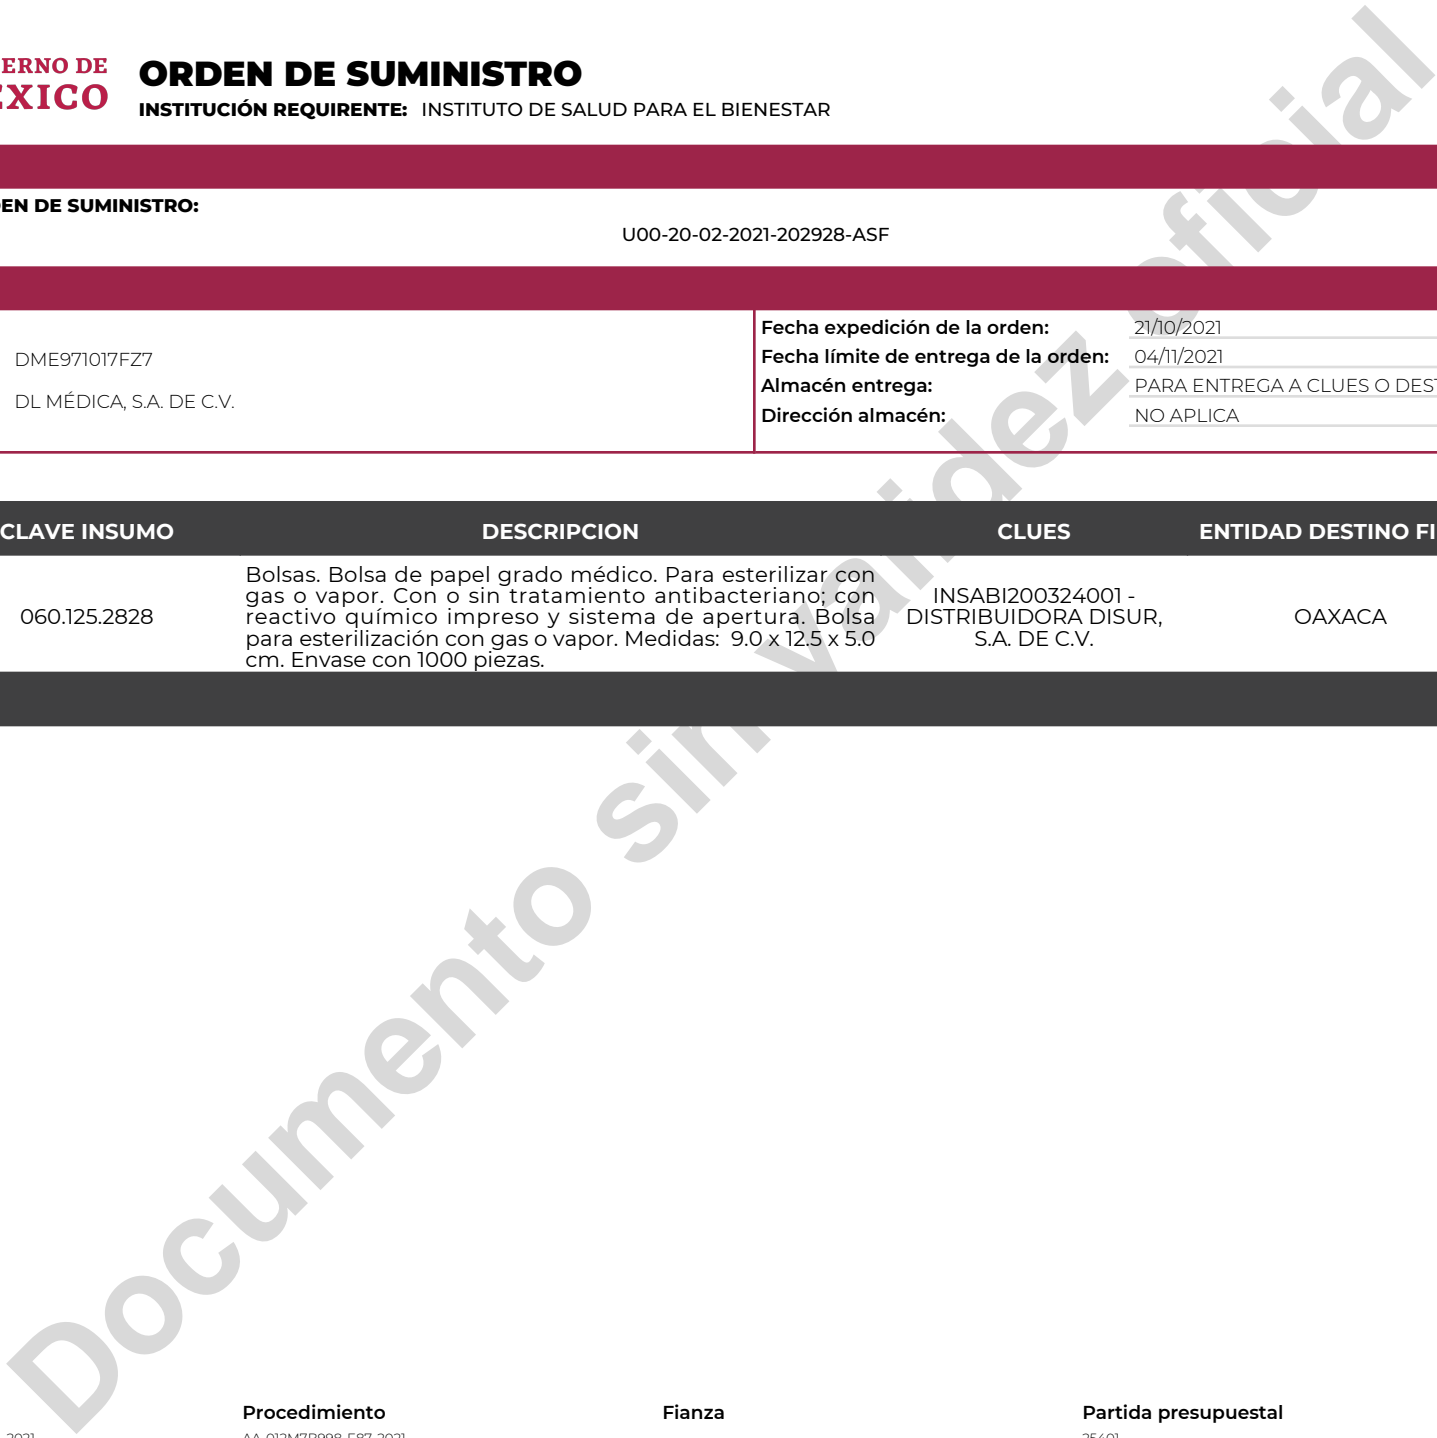 ERNO DE
EXICO
ORDEN DE SUMINISTRO
INSTITUCIÓN REQUIRENTE: INSTITUTO DE SALUD PARA EL BIENESTAR
EN DE SUMINISTRO:
U00-20-02-2021-202928-ASF
DME971017FZ7
DL MÉDICA, S.A. DE C.V.
Fecha expedición de la orden: 21/10/2021
Fecha límite de entrega de la orden: 04/11/2021
Almacén entrega: PARA ENTREGA A CLUES O DEST
Dirección almacén: NO APLICA
CLAVE INSUMO DESCRIPCION CLUES ENTIDAD DESTINO FI
060.125.2828
Bolsas. Bolsa de papel grado médico. Para esterilizar con
gas o vapor. Con o sin tratamiento antibacteriano; con
reactivo químico impreso y sistema de apertura. Bolsa
para esterilización con gas o vapor. Medidas: 9.0 x 12.5 x 5.0
cm. Envase con 1000 piezas.
INSABI200324001 -
DISTRIBUIDORA DISUR,
S.A. DE C.V.
OAXACA
Documento sin validez oficial
Procedimiento Fianza Partida presupuestal